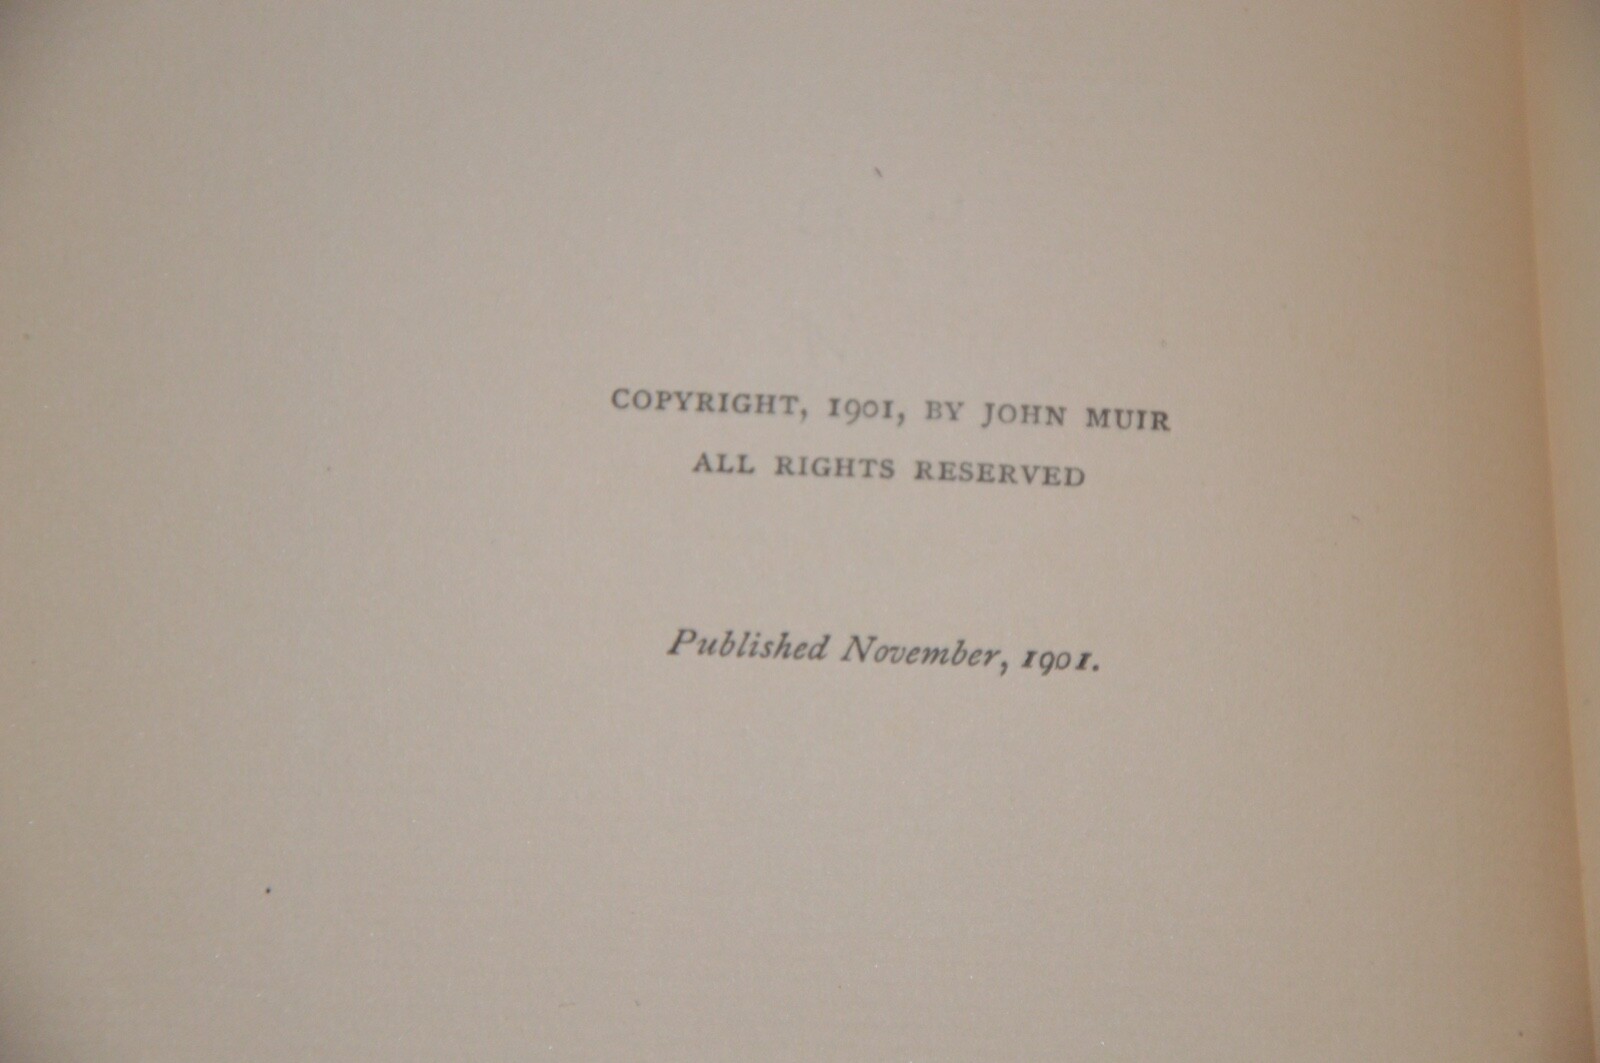 COPYRIGHT, 1901, BY JOHN MUIR
ALL RIGHTS RESERVED
Published November, 1901.